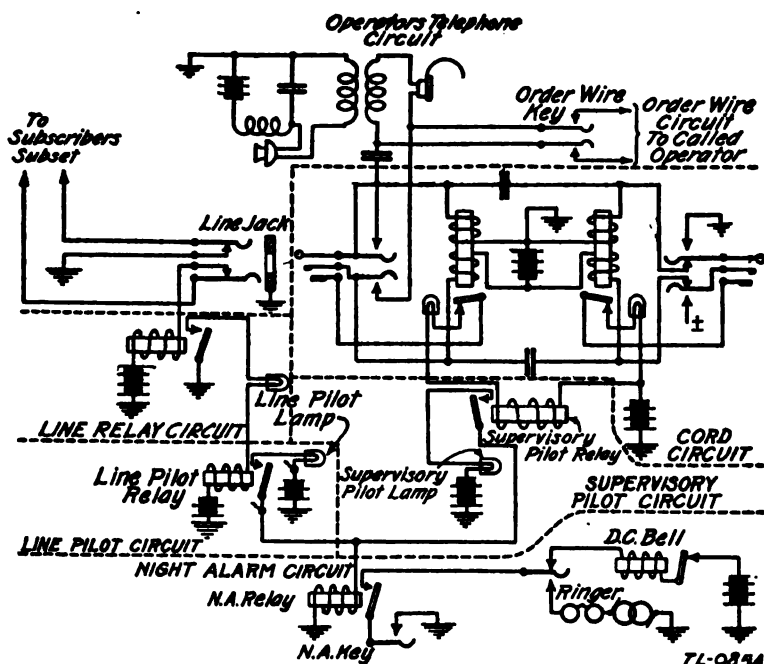 Operators Telephone
Circuit
Order Wire
Key
Order Wire
Circuit
To Called
Operator
To
Subscribers
Subset
Line Jack
±
LINE RELAY CIRCUIT
Line Pilot
Lamp
Line Pilot
Relay
Supervisory
Pilot Relay
Supervisory
Pilot Lamp
CORD
CIRCUIT
SUPERVISORY
PILOT CIRCUIT
LINE PILOT CIRCUIT
NIGHT ALARM CIRCUIT
N.A. Relay
N.A. Key
D.C. Bell
Ringer
TL-985A